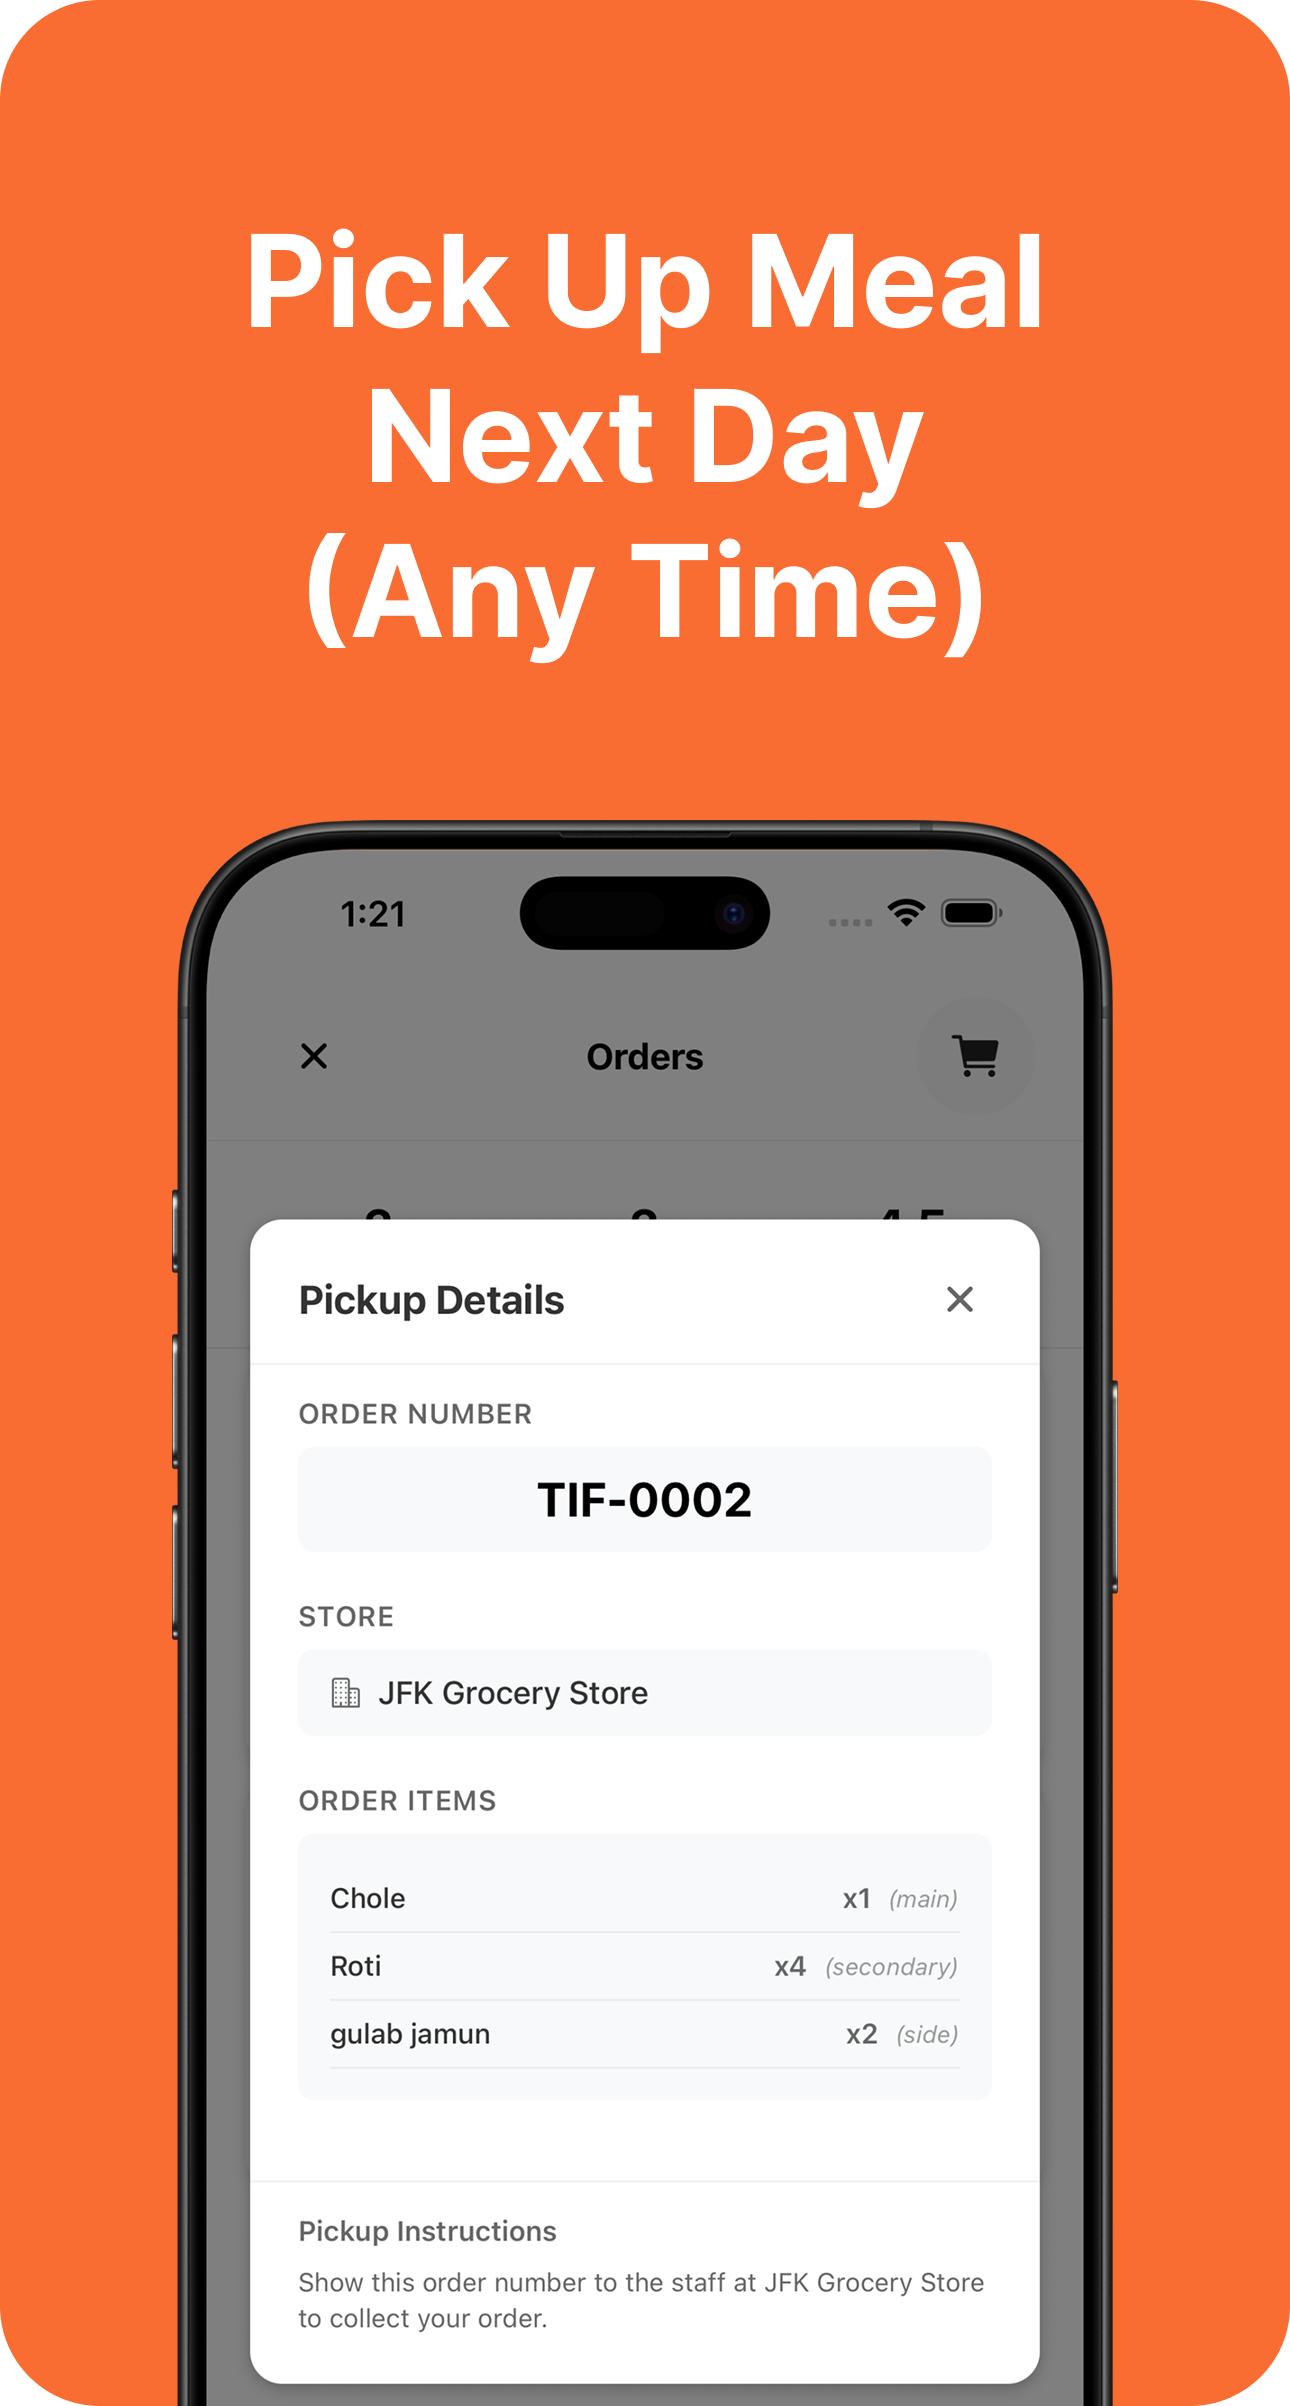 Pick Up Meal
Next Day
(Any Time)
1:21
Orders
Pickup Details
ORDER NUMBER
TIF-0002
STORE
JFK Grocery Store
ORDER ITEMS
Chole x1 (main)
Roti x4 (secondary)
gulab jamun x2 (side)
Pickup Instructions
Show this order number to the staff at JFK Grocery Store
to collect your order.